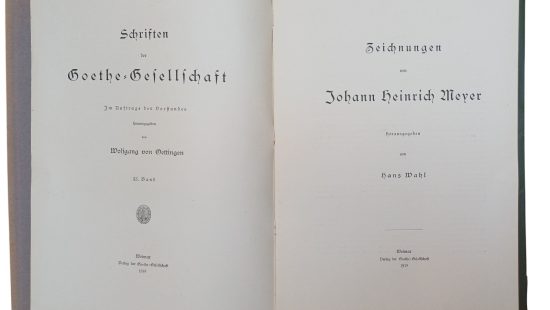 Schriften
der
Goethe-Gesellschaft
Im Auftrage des Vorstandes
herausgegeben
von
Wolfgang von Oettingen
33. Band
Weimar
Verlag der Goethe-Gesellschaft
Zeichnungen
von
Johann Heinrich Meyer
Herausgegeben
von
Hans Wahl
Weimar
Verlag der Goethe-Gesellschaft